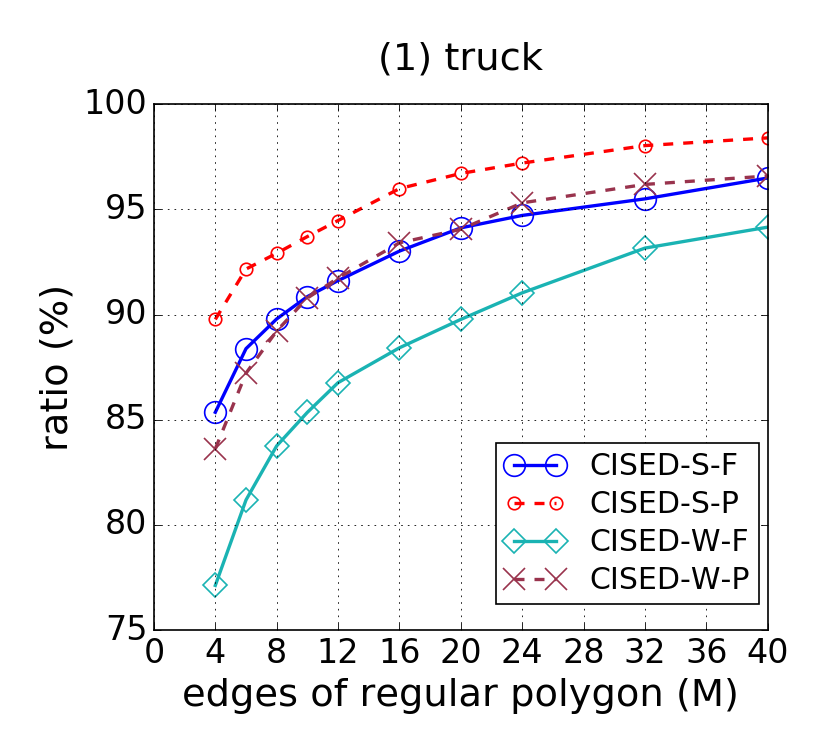 (1) truck
100
95
90
85
80
75
ratio (%)
CISED-S-F
CISED-S-P
CISED-W-F
CISED-W-P
0 4 8 12 16 20 24 28 32 36 40
edges of regular polygon (M)